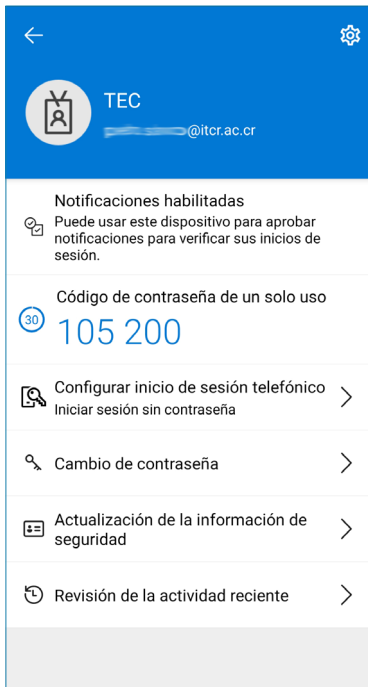 TEC
@itcr.ac.cr
Notificaciones habilitadas
Puede usar este dispositivo para aprobar
notificaciones para verificar sus inicios de
sesión.
Código de contraseña de un solo uso
30
105 200
Configurar inicio de sesión telefónico
Iniciar sesión sin contraseña
Cambio de contraseña
Actualización de la información de
seguridad
Revisión de la actividad reciente